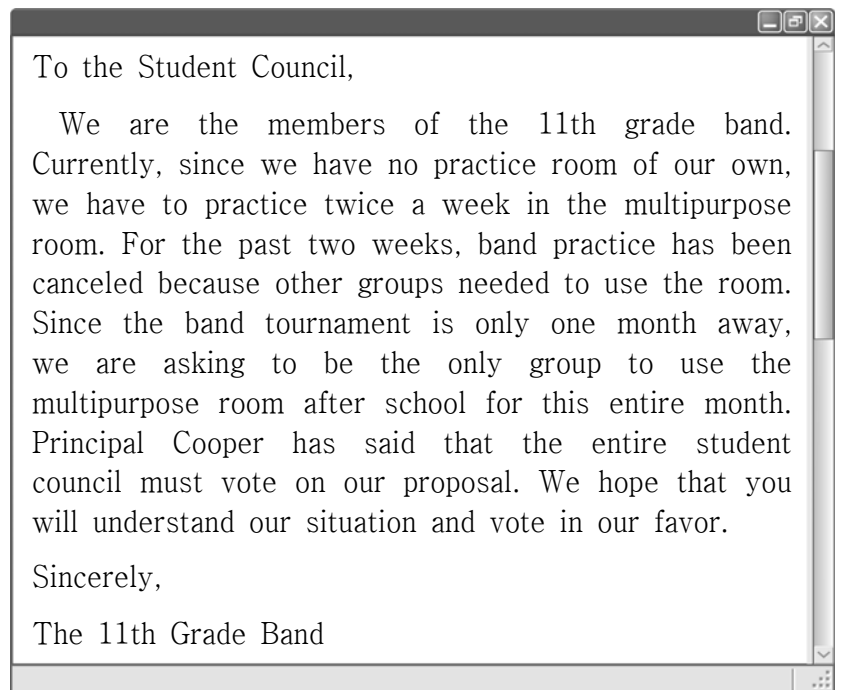 To the Student Council,
We are the members of the 11th grade band.
Currently, since we have no practice room of our own,
we have to practice twice a week in the multipurpose
room. For the past two weeks, band practice has been
canceled because other groups needed to use the room.
Since the band tournament is only one month away,
we are asking to be the only group to use the
multipurpose room after school for this entire month.
Principal Cooper has said that the entire student
council must vote on our proposal. We hope that you
will understand our situation and vote in our favor.
Sincerely,
The 11th Grade Band